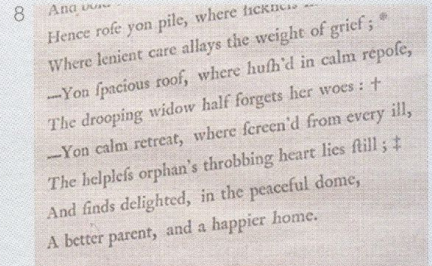 8
And
Hence roſe yon pile, where ſickneſs
Where lenient care allays the weight of grief ; *
—Yon ſpacious roof, where huſh'd in calm repoſe,
The drooping widow half forgets her woes : †
—Yon calm retreat, where ſcreen'd from every ill,
The helpleſs orphan's throbbing heart lies ſtill ; ‡
And finds delighted, in the peaceful dome,
A better parent, and a happier home.